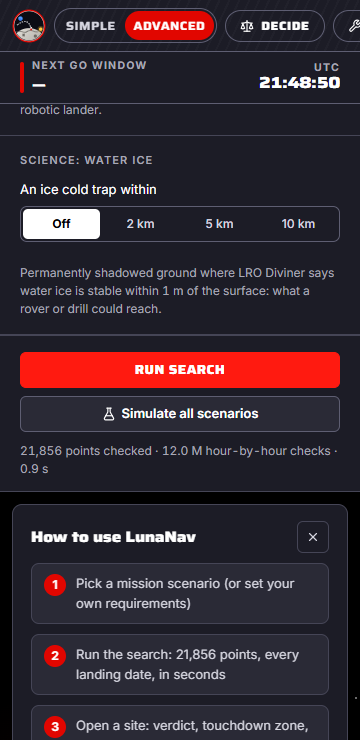 SIMPLE ADVANCED DECIDE
NEXT GO WINDOW UTC
— 21:48:50
robotic lander.
SCIENCE: WATER ICE
An ice cold trap within
Off 2 km 5 km 10 km
Permanently shadowed ground where LRO Diviner says
water ice is stable within 1 m of the surface: what a
rover or drill could reach.
RUN SEARCH
Simulate all scenarios
21,856 points checked · 12.0 M hour-by-hour checks ·
0.9 s
How to use LunaNav
1 Pick a mission scenario (or set your
own requirements)
2 Run the search: 21,856 points, every
landing date, in seconds
3 Open a site: verdict, touchdown zone,